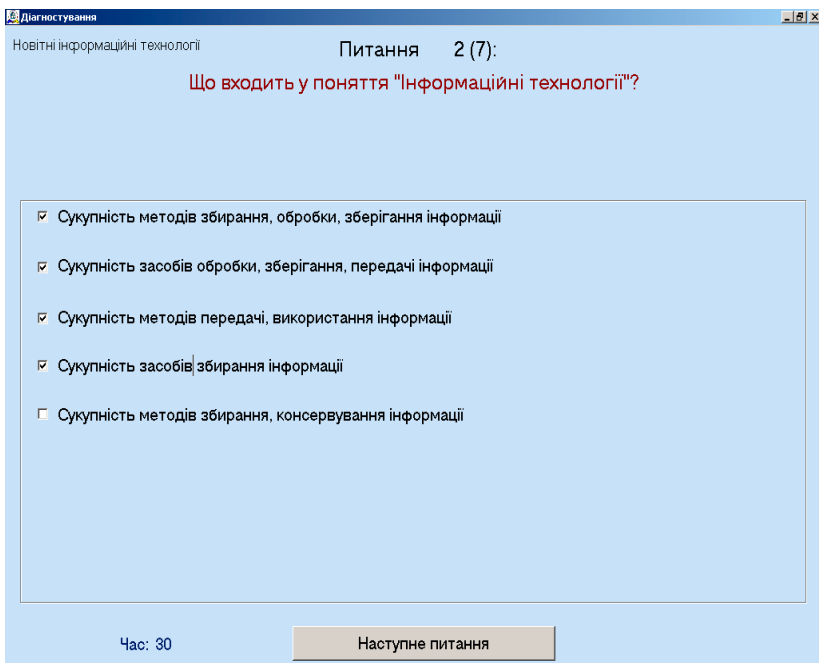 Діагностування
Новітні інформаційні технології
Питання 2 (7):
Що входить у поняття "Інформаційні технології"?
Сукупність методів збирання, обробки, зберігання інформації
Сукупність засобів обробки, зберігання, передачі інформації
Сукупність методів передачі, використання інформації
Сукупність засобів збирання інформації
Сукупність методів збирання, консервування інформації
Час: 30
Наступне питання